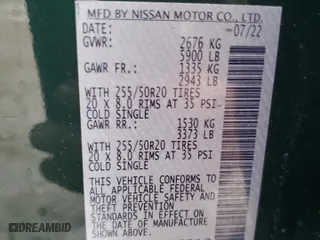 MFD BY NISSAN MOTOR CO., LTD.
DATE: 07/22
GVWR: 2676 KG
5900 LB
GAWR FR.: 1335 KG
2943 LB
WITH 255/50R20 TIRES
20 X 8.0 RIMS AT 35 PSI
COLD SINGLE
GAWR RR.: 1530 KG
3373 LB
WITH 255/50R20 TIRES
20 X 8.0 RIMS AT 35 PSI
COLD SINGLE
THIS VEHICLE CONFORMS TO
ALL APPLICABLE FEDERAL
MOTOR VEHICLE SAFETY AND
THEFT PREVENTION
STANDARDS IN EFFECT ON
THE DATE OF
DREAMBID